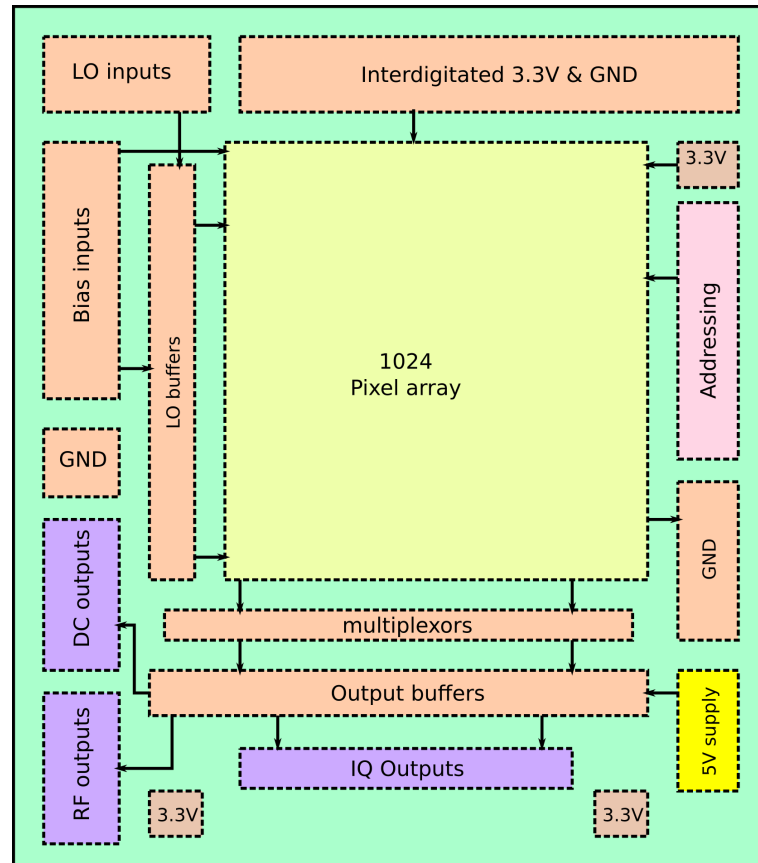 LO inputs
Interdigitated 3.3V & GND
3.3V
Bias inputs
LO buffers
1024
Pixel array
Addressing
GND
GND
DC outputs
multiplexors
Output buffers
5V supply
RF outputs
IQ Outputs
3.3V
3.3V